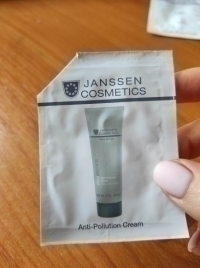 JANSSEN
COSMETICS
Anti-Pollution Cream